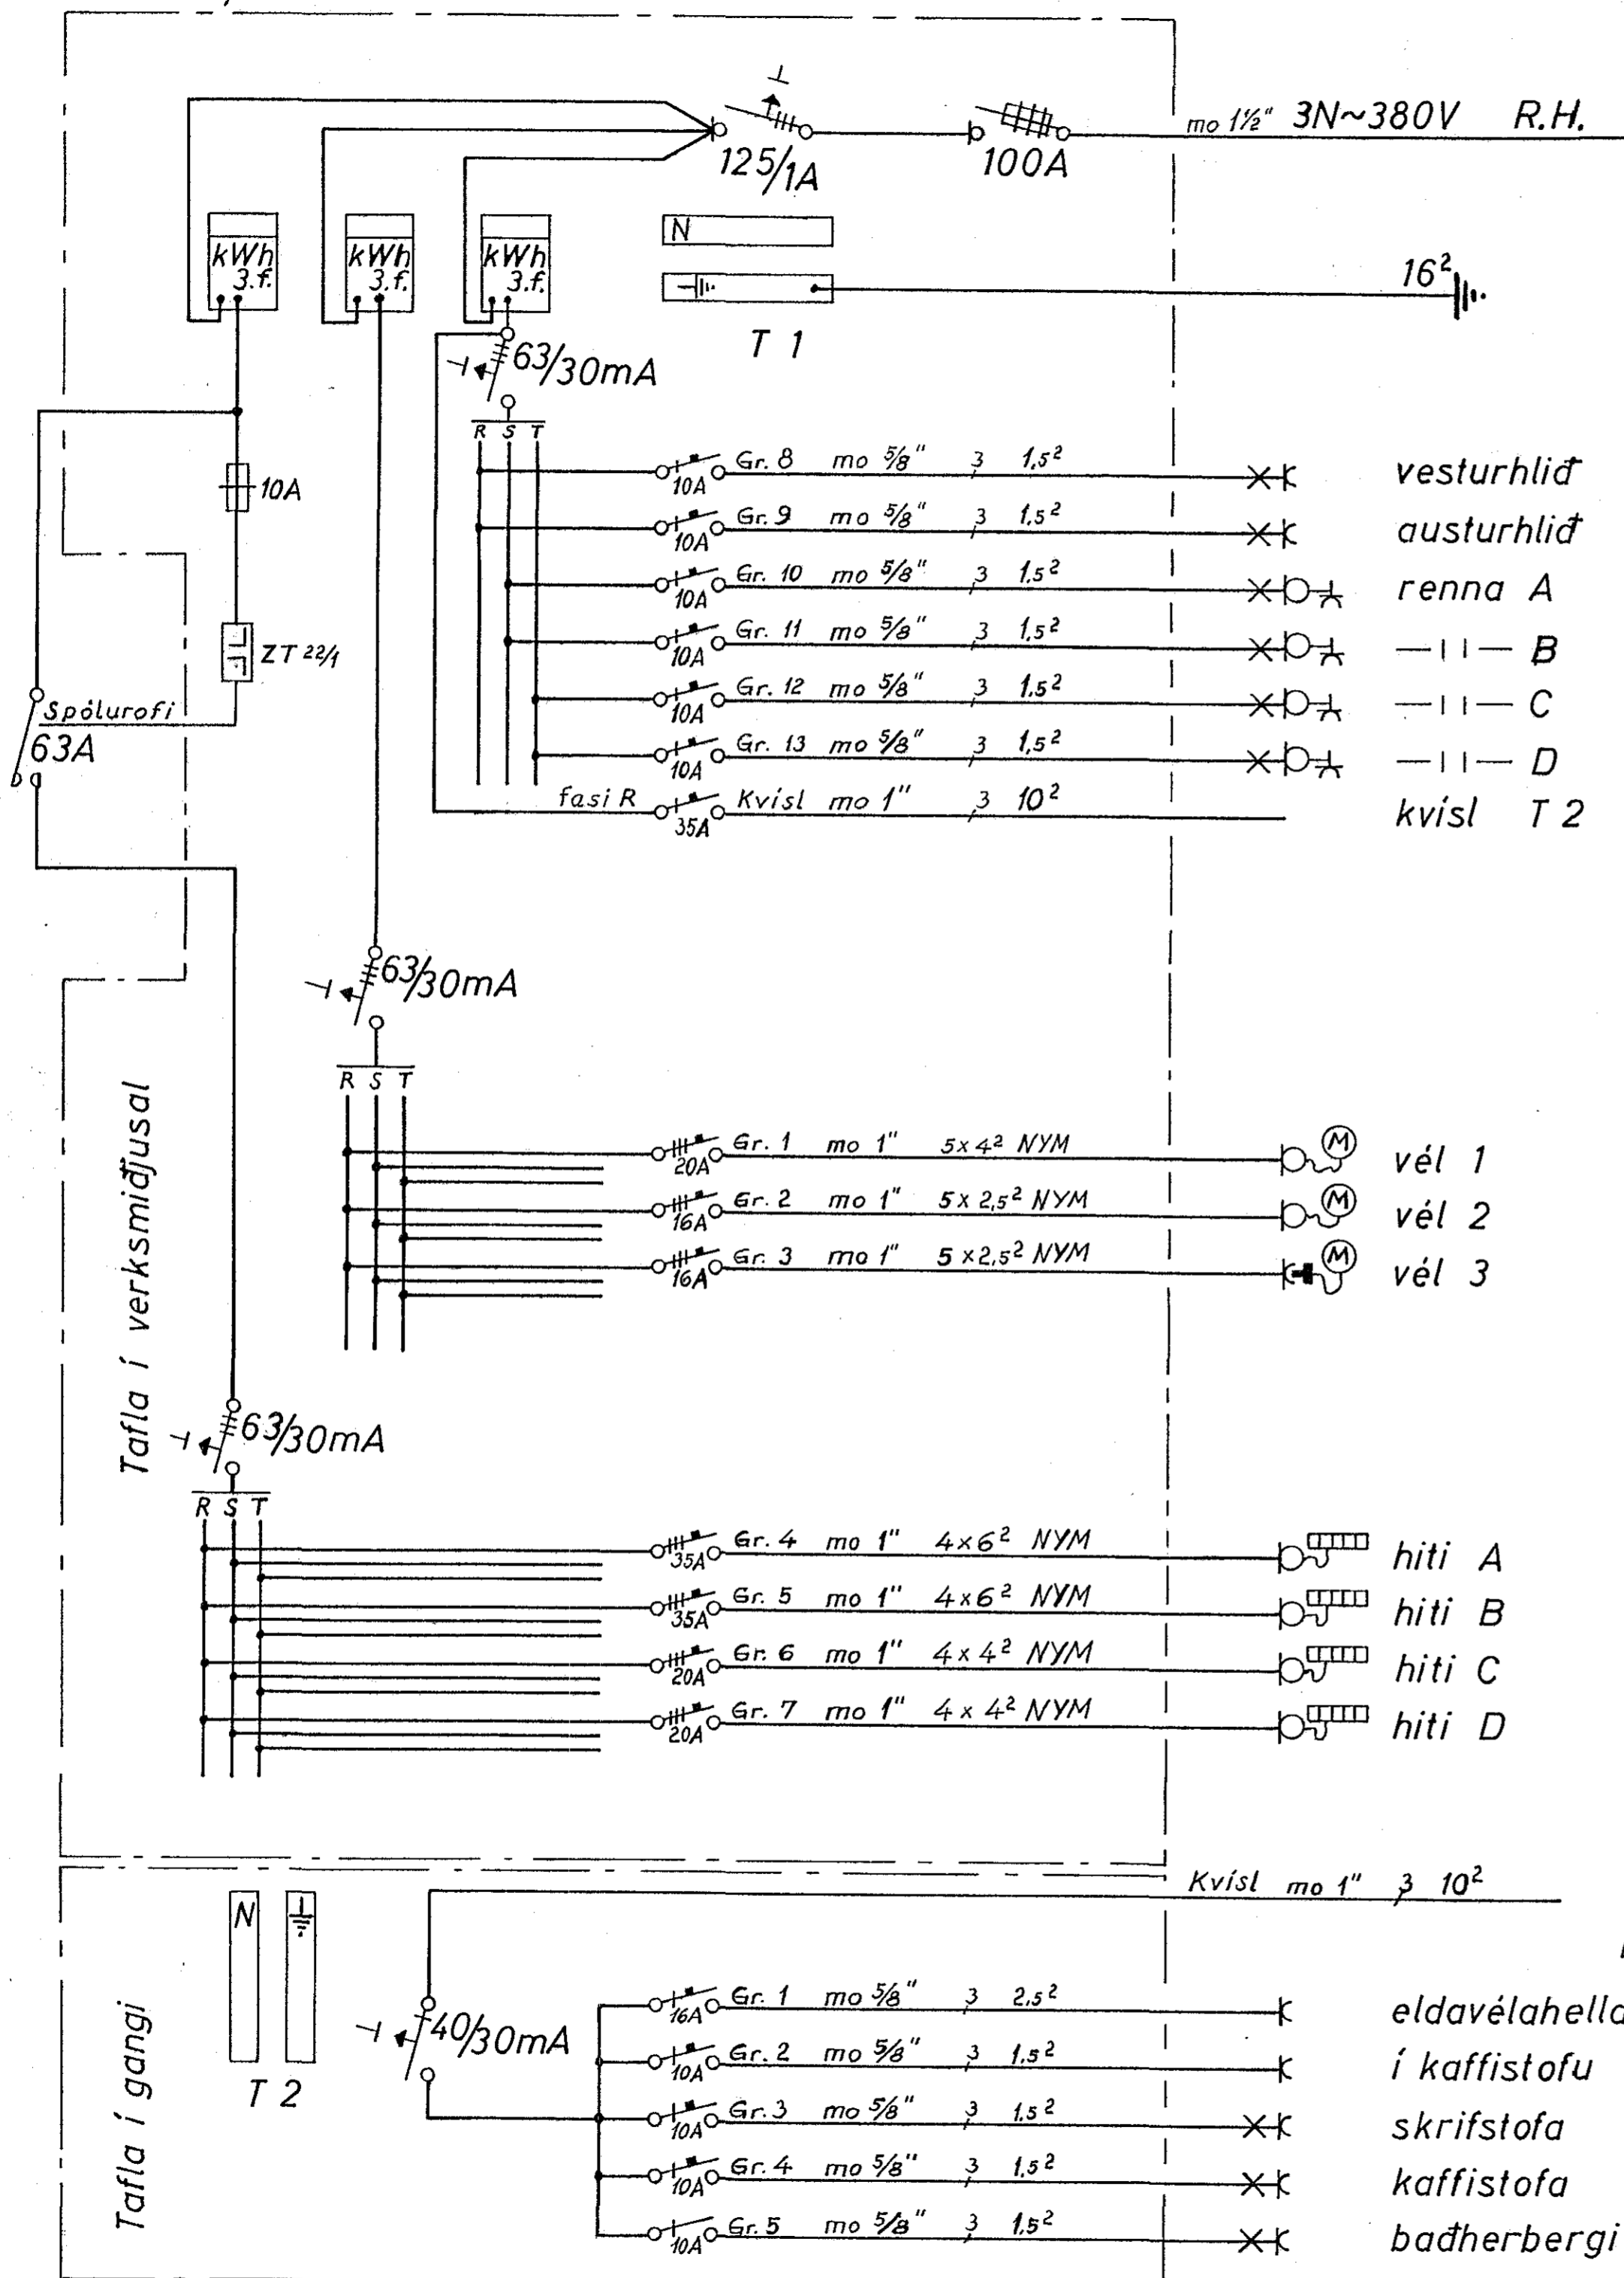 mo 1½" 3N~380V R.H.
125/1A 100A
kWh 3.f.
kWh 3.f.
kWh 3.f.
N
16²
T 1
63/30mA
R S T
10A
ZT 22/1
Spólurofi
63A
Gr. 8 mo 5/8" 3 1,5² vesturhlið
10A
Gr. 9 mo 5/8" 3 1,5² austurhlið
10A
Gr. 10 mo 5/8" 3 1,5² renna A
10A
Gr. 11 mo 5/8" 3 1,5² —||— B
10A
Gr. 12 mo 5/8" 3 1,5² —||— C
10A
Gr. 13 mo 5/8" 3 1,5² —||— D
10A
fasi R Kvísl mo 1" 3 10² kvísl T 2
35A
63/30mA
R S T
Tafla í verksmiðjusal
Gr. 1 mo 1" 5x4² NYM M vél 1
20A
Gr. 2 mo 1" 5x2,5² NYM M vél 2
16A
Gr. 3 mo 1" 5x2,5² NYM M vél 3
16A
63/30mA
R S T
Gr. 4 mo 1" 4x6² NYM hiti A
35A
Gr. 5 mo 1" 4x6² NYM hiti B
35A
Gr. 6 mo 1" 4x4² NYM hiti C
20A
Gr. 7 mo 1" 4x4² NYM hiti D
20A
Kvísl mo 1" 3 10²
N
T 2
Tafla í gangi
40/30mA
Gr. 1 mo 5/8" 3 2,5² eldavélahella
16A
Gr. 2 mo 5/8" 3 1,5² í kaffistofu
10A
Gr. 3 mo 5/8" 3 1,5² skrifstofa
10A
Gr. 4 mo 5/8" 3 1,5² kaffistofa
10A
Gr. 5 mo 5/8" 3 1,5² baðherbergi
10A